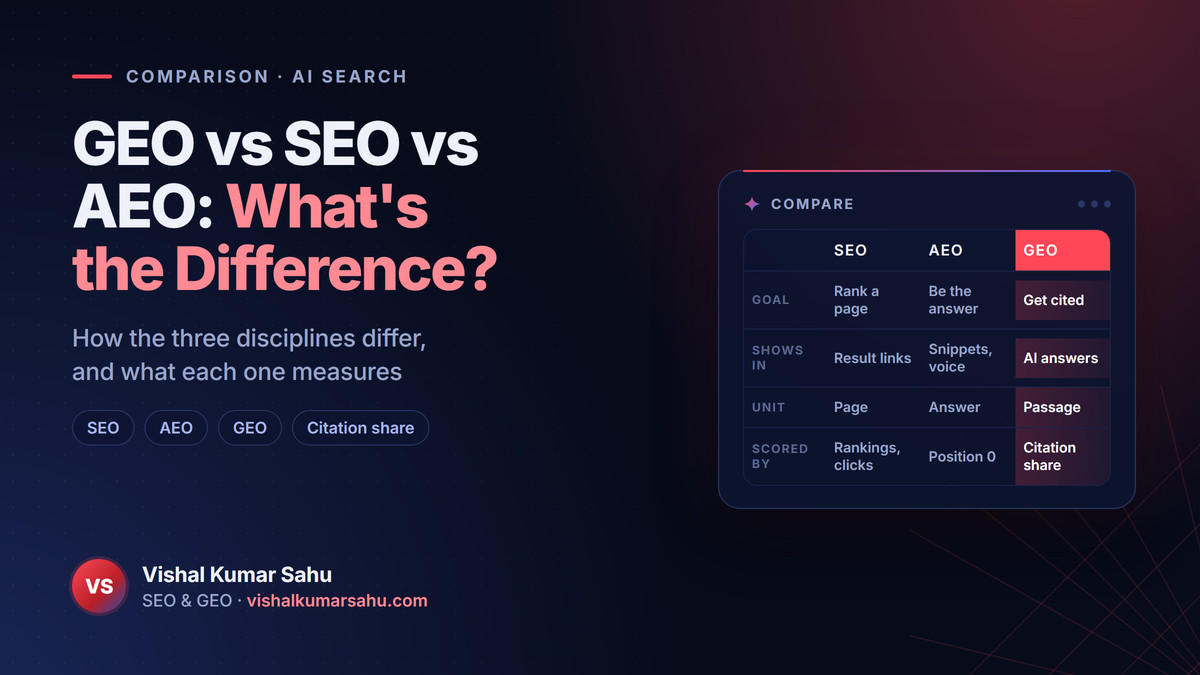 COMPARISON · AI SEARCH
GEO vs SEO vs
AEO: What's
the Difference?
How the three disciplines differ,
and what each one measures
SEO AEO GEO Citation share
VS
Vishal Kumar Sahu
SEO & GEO · vishalkumarsahu.com
COMPARE
SEO AEO GEO
GOAL Rank a page Be the answer Get cited
SHOWS IN Result links Snippets, voice AI answers
UNIT Page Answer Passage
SCORED BY Rankings, clicks Position 0 Citation share